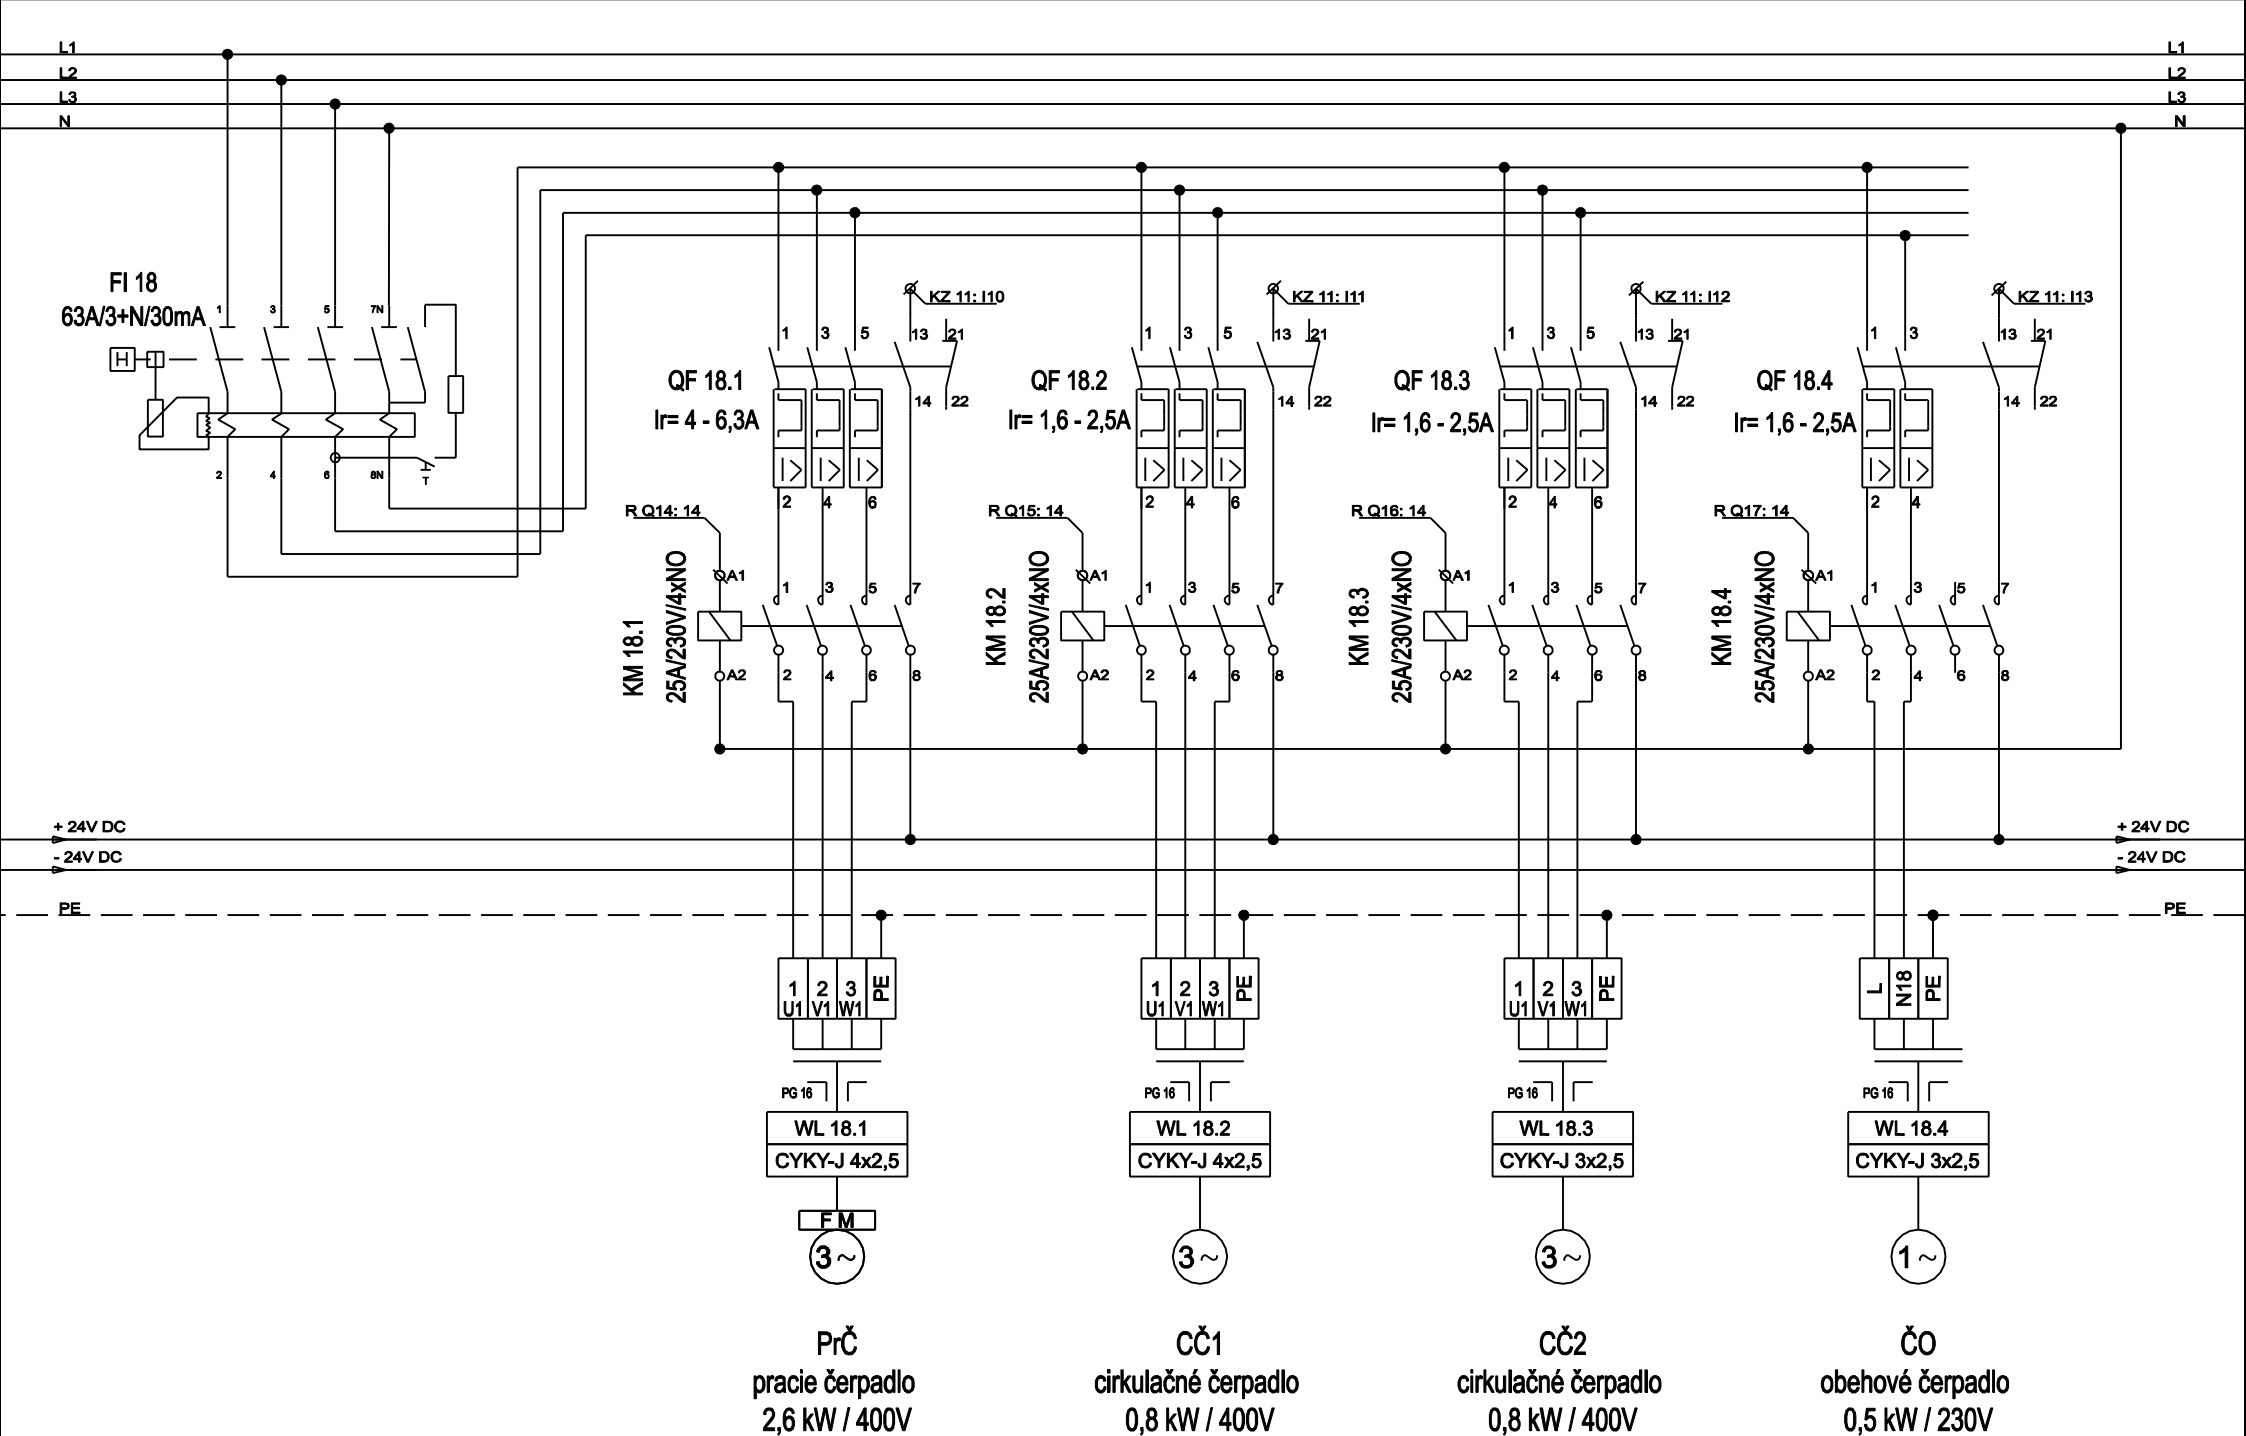 L1 L1
L2 L2
L3 L3
N N
FI 18
63A/3+N/30mA
1 3 5 7N
H
2 4 6 8N
T
KZ 11: I10 KZ 11: I11 KZ 11: I12 KZ 11: I13
1 3 5 13 21 1 3 5 13 21 1 3 5 13 21 1 3 13 21
QF 18.1 QF 18.2 QF 18.3 QF 18.4
Ir= 4 - 6,3A Ir= 1,6 - 2,5A Ir= 1,6 - 2,5A Ir= 1,6 - 2,5A
14 22 14 22 14 22 14 22
I> I> I> I> I> I> I> I> I> I> I>
2 4 6 2 4 6 2 4 6 2 4
R Q14: 14 R Q15: 14 R Q16: 14 R Q17: 14
KM 18.1
25A/230V/4xNO
A1 1 3 5 7
A2 2 4 6 8
KM 18.2
25A/230V/4xNO
A1 1 3 5 7
A2 2 4 6 8
KM 18.3
25A/230V/4xNO
A1 1 3 5 7
A2 2 4 6 8
KM 18.4
25A/230V/4xNO
A1 1 3 5 7
A2 2 4 6 8
+ 24V DC + 24V DC
- 24V DC - 24V DC
PE PE
1 2 3 PE 1 2 3 PE 1 2 3 PE L N18 PE
U1 V1 W1 U1 V1 W1 U1 V1 W1
PG 16 PG 16 PG 16 PG 16
WL 18.1 WL 18.2 WL 18.3 WL 18.4
CYKY-J 4x2,5 CYKY-J 4x2,5 CYKY-J 3x2,5 CYKY-J 3x2,5
F M
3 ~ 3 ~ 3 ~ 1 ~
PrČ CČ1 CČ2 ČO
pracie čerpadlo cirkulačné čerpadlo cirkulačné čerpadlo obehové čerpadlo
2,6 kW / 400V 0,8 kW / 400V 0,8 kW / 400V 0,5 kW / 230V